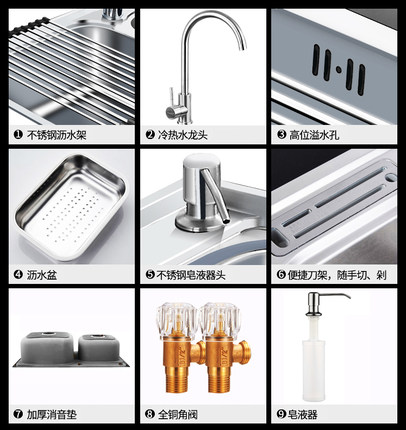 ❶ 不锈钢沥水架
❷ 冷热水龙头
❸ 高位溢水孔
❹ 沥水盆
❺ 不锈钢皂液器头
❻ 便捷刀架，随手切、剁
❼ 加厚消音垫
❽ 全铜角阀
❾ 皂液器